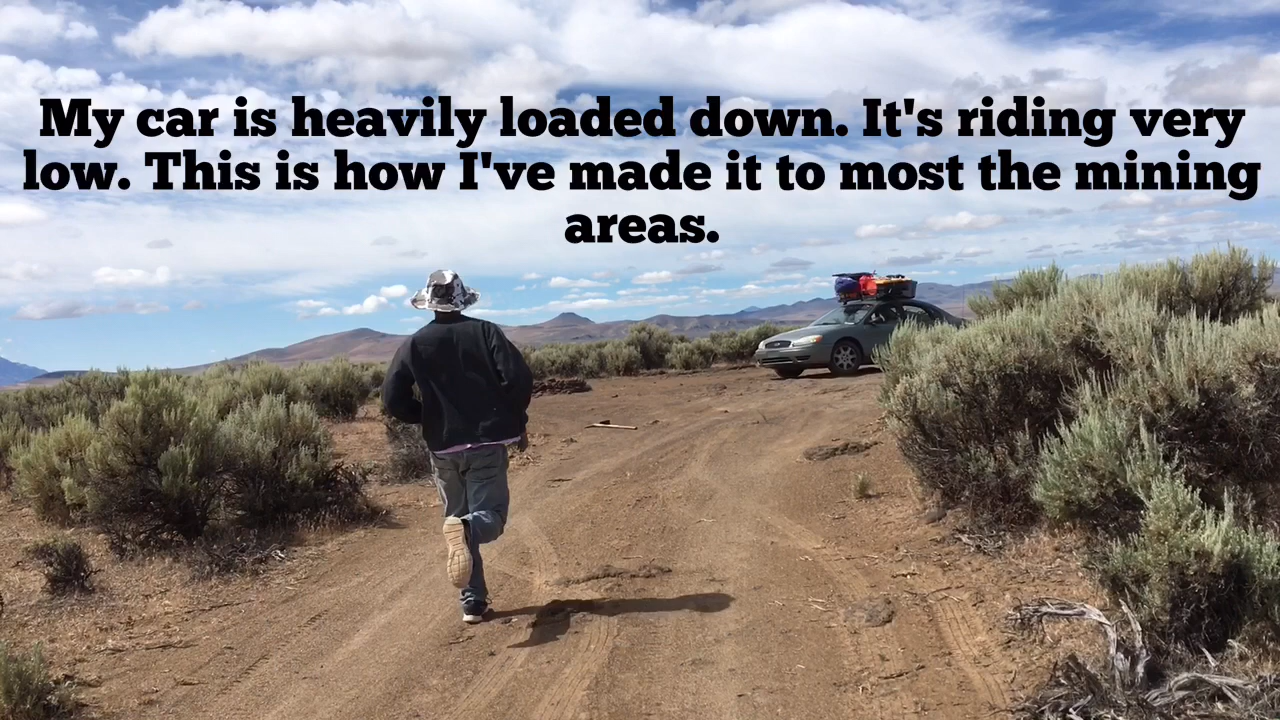 My car is heavily loaded down. It's riding very
low. This is how I've made it to most the mining
areas.